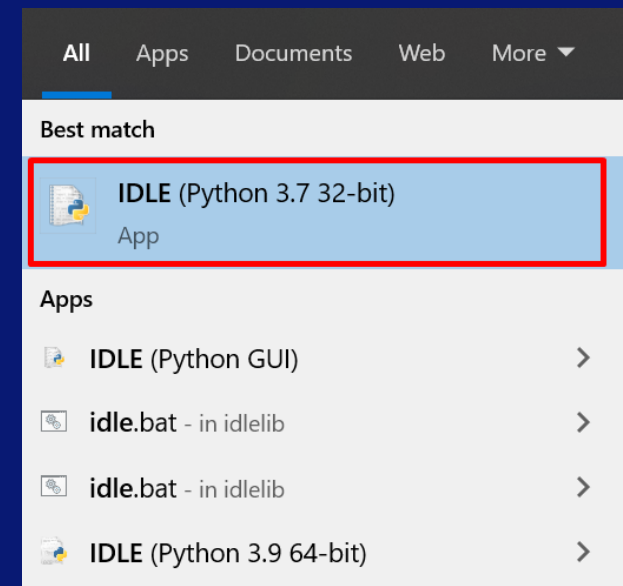 All Apps Documents Web More
Best match
IDLE (Python 3.7 32-bit)
App
Apps
IDLE (Python GUI)
idle.bat - in idlelib
idle.bat - in idlelib
IDLE (Python 3.9 64-bit)